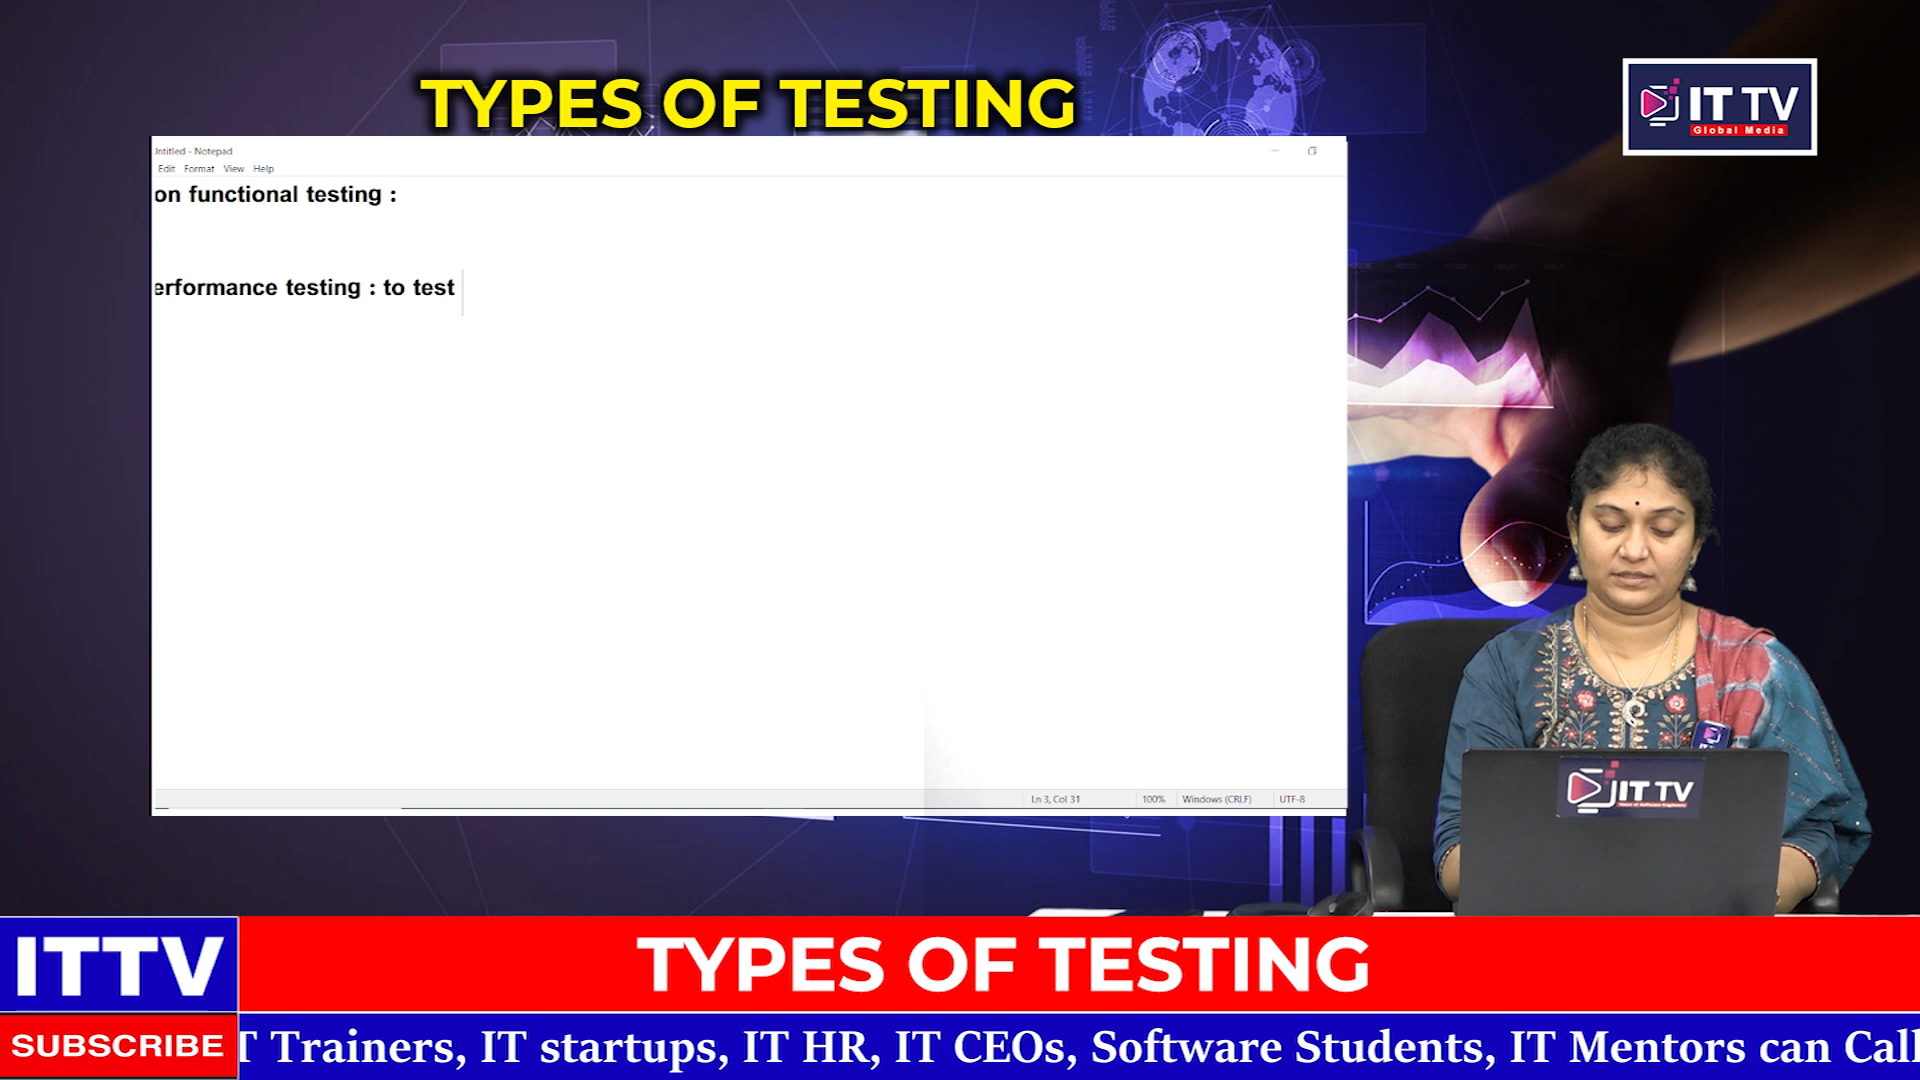 TYPES OF TESTING
IT TV
Global Media
Untitled - Notepad
Edit Format View Help
on functional testing :
erformance testing : to test
Ln 3, Col 31 100% Windows (CRLF) UTF-8
IT TV
ITTV
TYPES OF TESTING
SUBSCRIBE
T Trainers, IT startups, IT HR, IT CEOs, Software Students, IT Mentors can Call